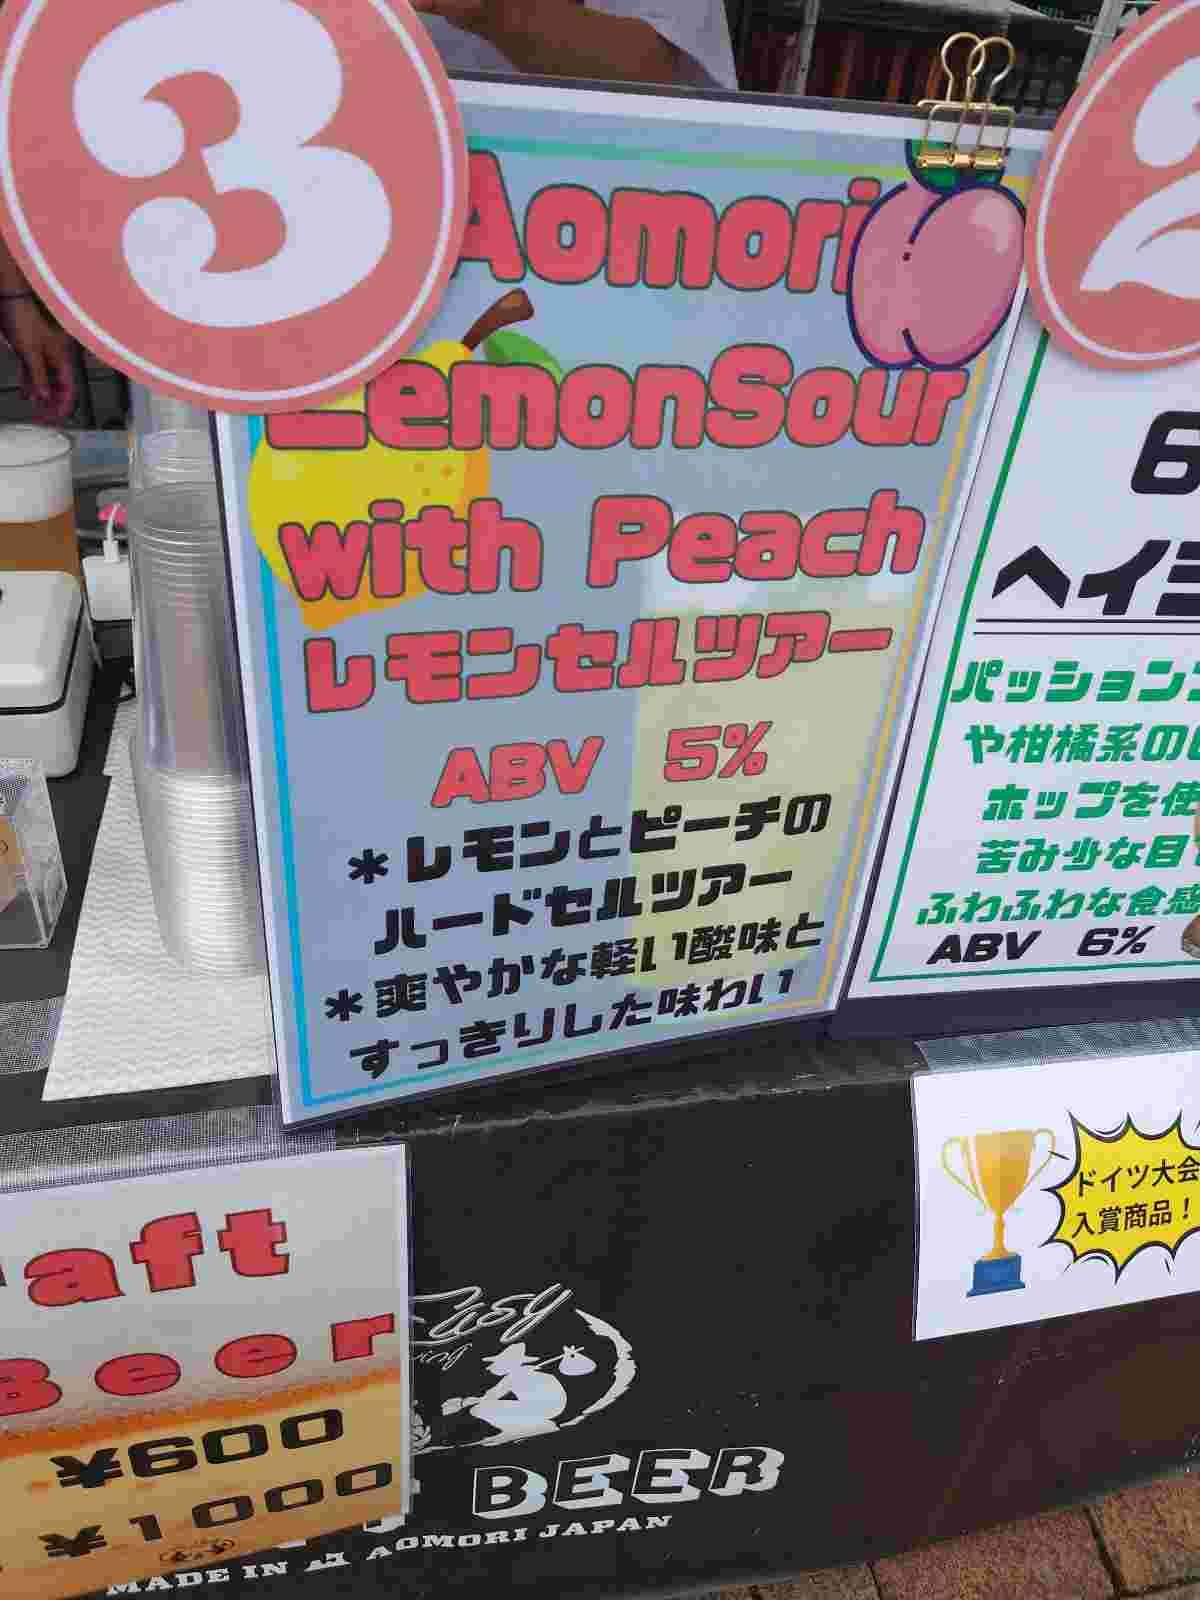 3
Aomori
LemonSour
with Peach
レモンセルツアー
ABV 5%
*レモンとピーチの
ハードセルツアー
*爽やかな軽い酸味と
すっきりした味わい
2
6
ヘイ
パッション
や柑橘系の
ホップを使
苦み少な目
ふわふわな食感
ABV 6%
ドイツ大会
入賞商品!
aft
Beer
¥600
¥1000
Easy
BEER
MADE IN AOMORI JAPAN